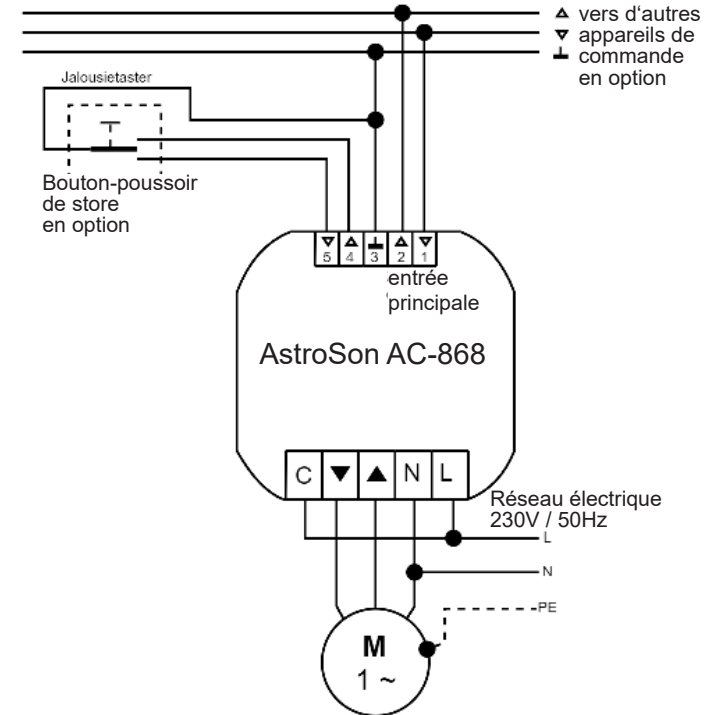 vers d'autres
appareils de
commande
en option
Jalousietaster
Bouton-poussoir
de store
en option
5 4 3 2 1
entrée
principale
AstroSon AC-868
C ▼ ▲ N L
Réseau électrique
230V / 50Hz
L
N
PE
M
1 ~